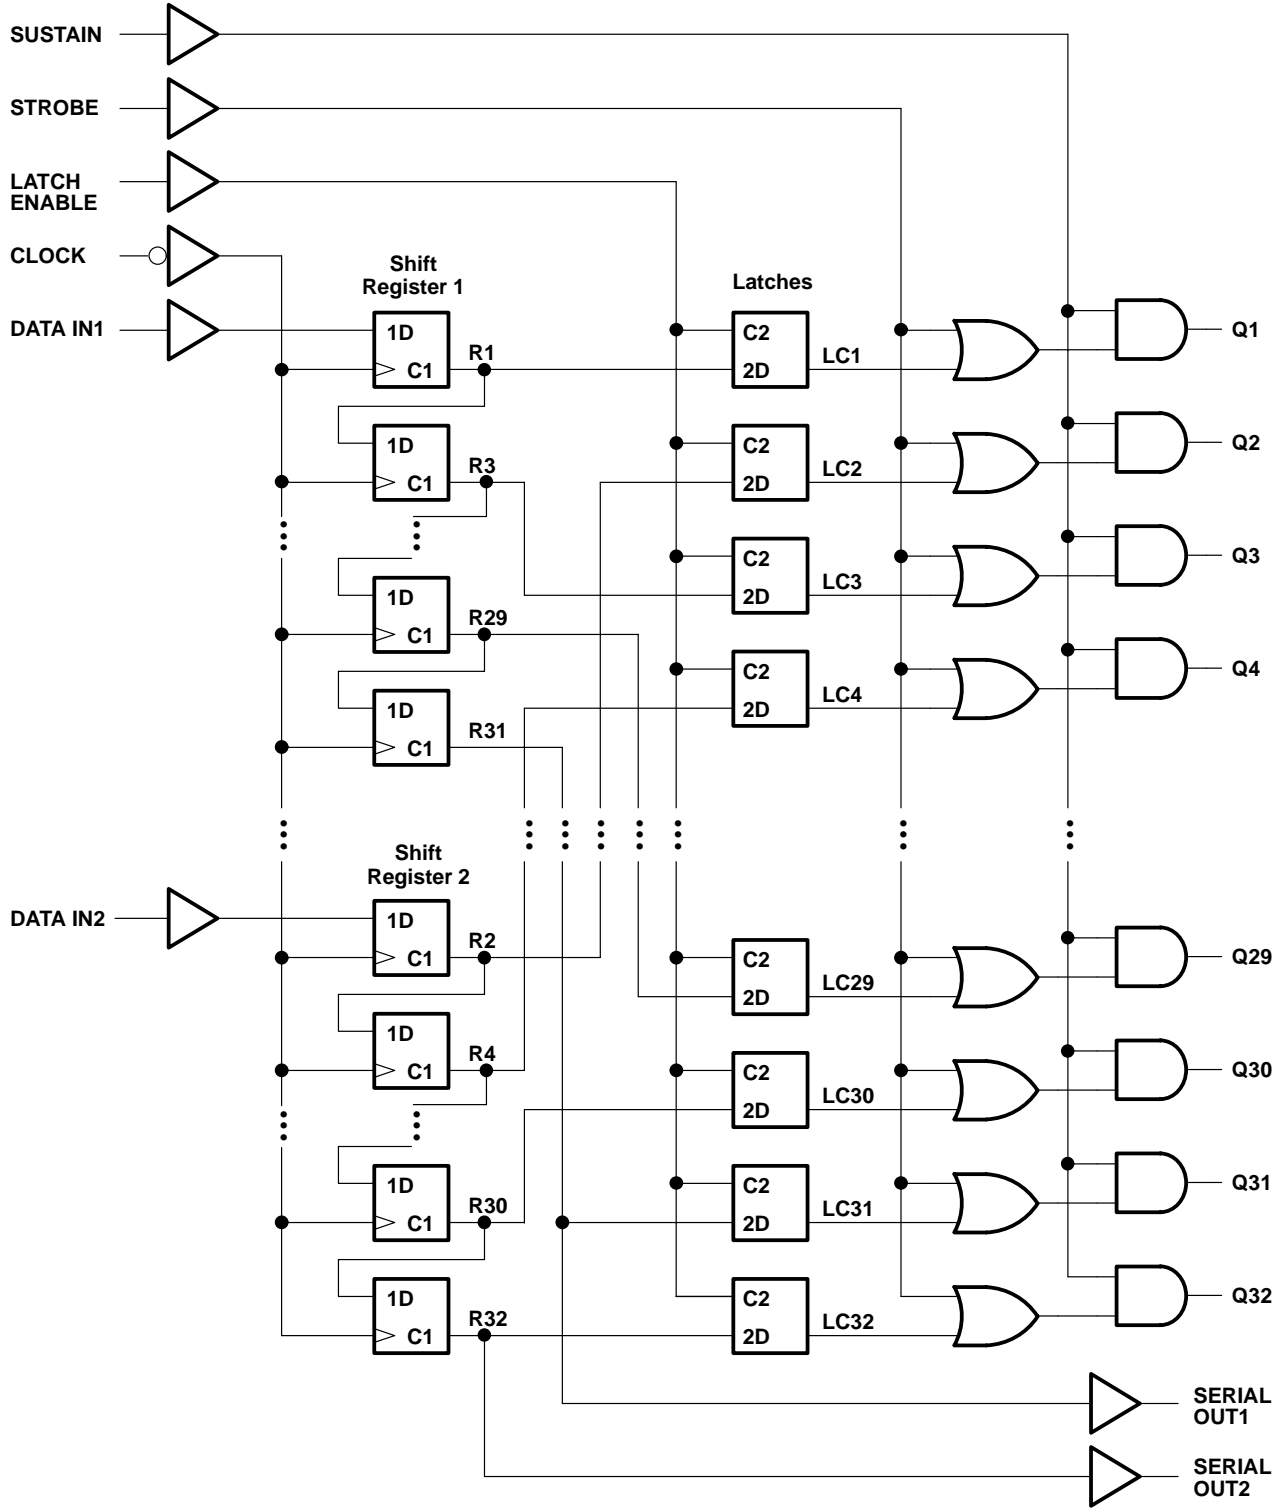 SUSTAIN
STROBE
LATCH
ENABLE
CLOCK
DATA IN1
Shift
Register 1
Latches
1D
C1
R1
C2
2D
LC1
Q1
1D
C1
R3
C2
2D
LC2
Q2
C2
2D
LC3
Q3
1D
C1
R29
C2
2D
LC4
Q4
1D
C1
R31
Shift
Register 2
DATA IN2
1D
C1
R2
C2
2D
LC29
Q29
1D
C1
R4
C2
2D
LC30
Q30
1D
C1
R30
C2
2D
LC31
Q31
1D
C1
R32
C2
2D
LC32
Q32
SERIAL
OUT1
SERIAL
OUT2